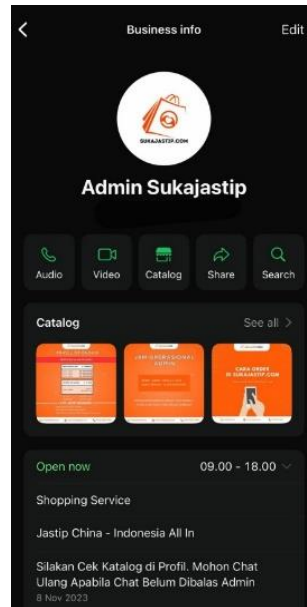 Business info
Edit
SUKAJASTIP.COM
Admin Sukajastip
Audio
Video
Catalog
Share
Search
Catalog
See all
JAM OPERASIONAL
CARA ORDER
DI SUKAJASTIP.COM
Open now
09.00 - 18.00
Shopping Service
Jastip China - Indonesia All In
Silakan Cek Katalog di Profil. Mohon Chat
Ulang Apabila Chat Belum Dibalas Admin
8 Nov 2023